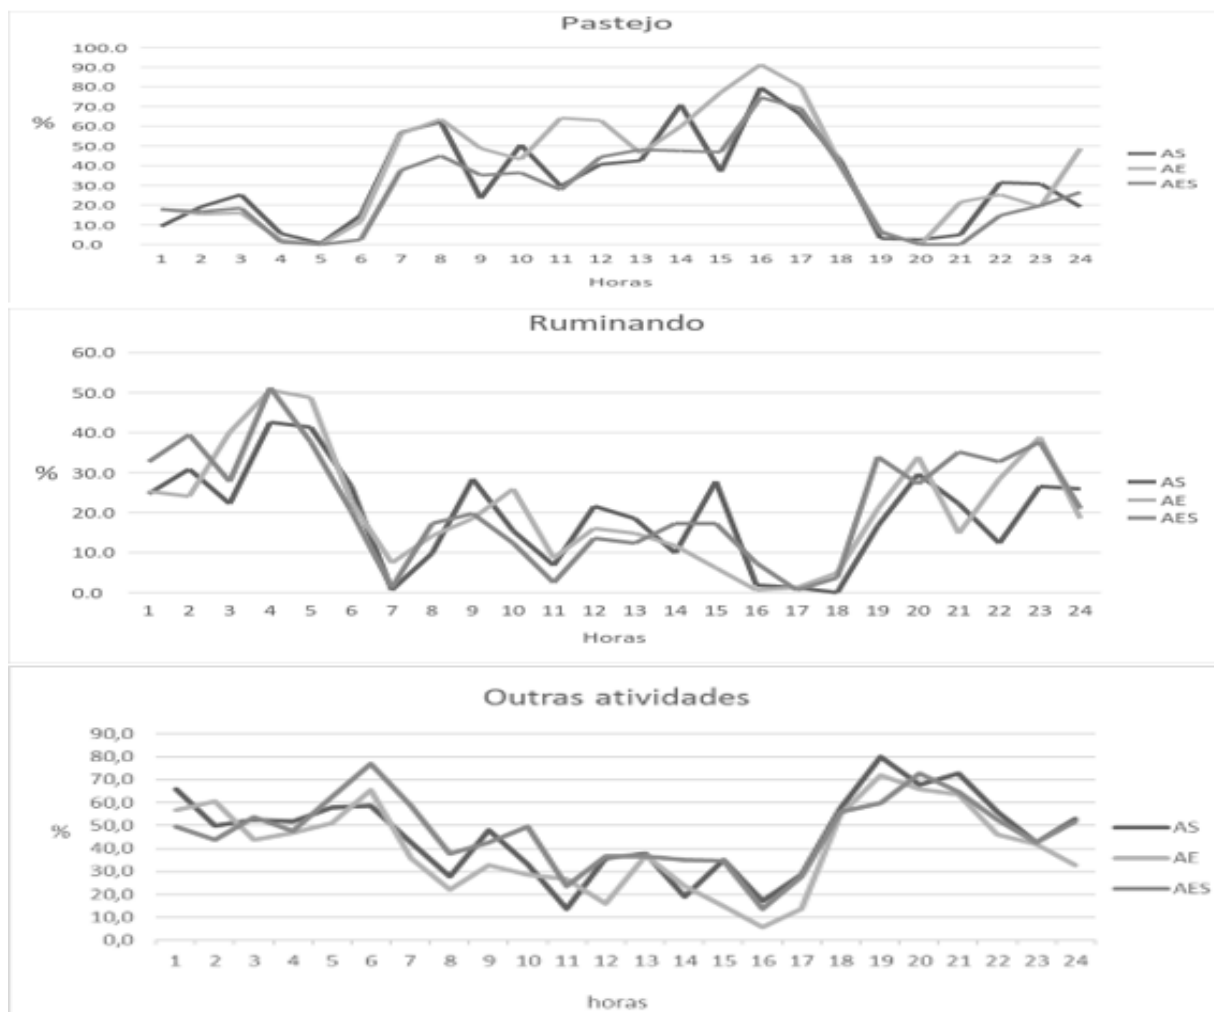 Pastejo
100.0
90.0
80.0
70.0
60.0
50.0
40.0
30.0
20.0
10.0
0.0
%
AS
AE
AES
1 2 3 4 5 6 7 8 9 10 11 12 13 14 15 16 17 18 19 20 21 22 23 24
Horas
Ruminando
60.0
50.0
40.0
30.0
20.0
10.0
0.0
%
AS
AE
AES
1 2 3 4 5 6 7 8 9 10 11 12 13 14 15 16 17 18 19 20 21 22 23 24
Horas
Outras atividades
90,0
80,0
70,0
60,0
50,0
40,0
30,0
20,0
10,0
0,0
%
AS
AE
AES
1 2 3 4 5 6 7 8 9 10 11 12 13 14 15 16 17 18 19 20 21 22 23 24
horas